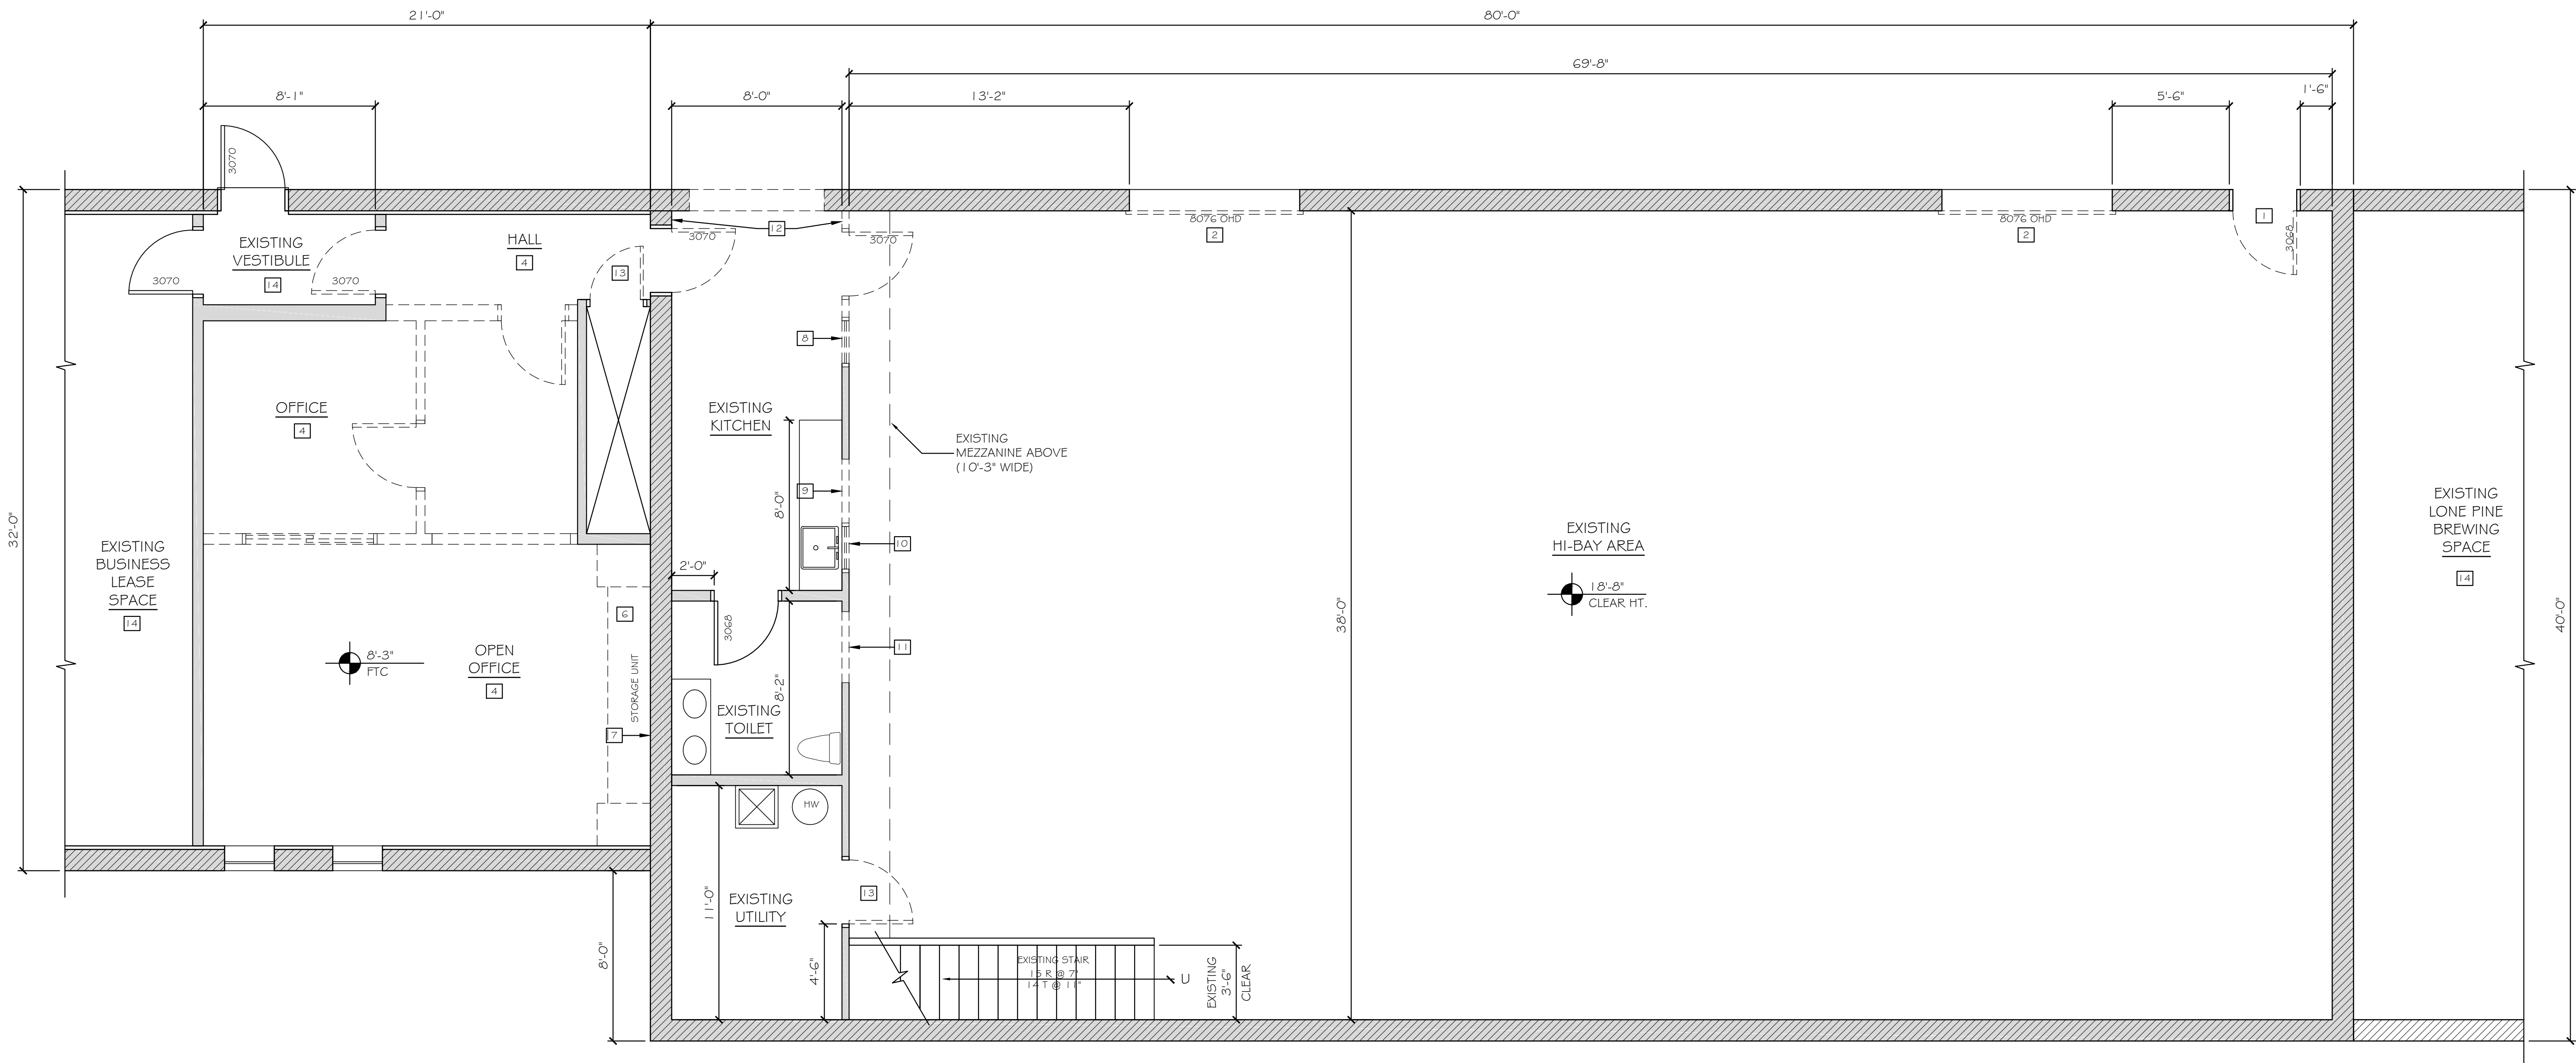 21'-0"
80'-0"
69'-8"
8'-1"
8'-0"
13'-2"
5'-6"
1'-6"
3070
EXISTING
VESTIBULE
14
3070
3070
HALL
4
13
3070
12
3070
8076 OHD
2
8076 OHD
2
1
3068
8
OFFICE
4
EXISTING
KITCHEN
8'-0"
9
10
EXISTING
MEZZANINE ABOVE
(10'-3" WIDE)
32'-0"
EXISTING
BUSINESS
LEASE
SPACE
14
2'-0"
3068
11
6
STORAGE UNIT
7
8'-3"
FTC
OPEN
OFFICE
4
8'-2"
EXISTING
TOILET
HW
EXISTING
HI-BAY AREA
18'-8"
CLEAR HT.
38'-0"
EXISTING
LONE PINE
BREWING
SPACE
14
40'-0"
11'-0"
EXISTING
UTILITY
13
8'-0"
4'-6"
EXISTING STAIR
15 R @ 7"
14 T @ 11"
U
EXISTING
3'-6"
CLEAR